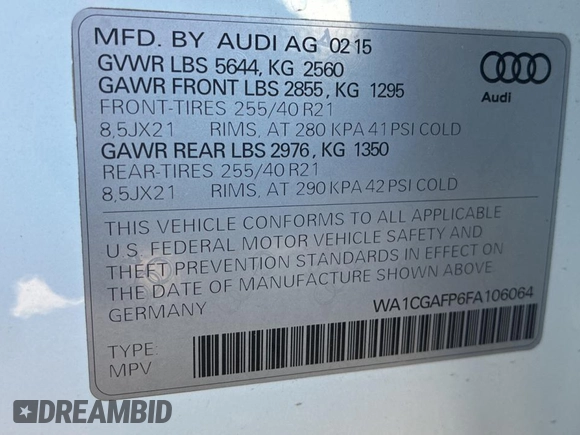 MFD. BY AUDI AG 02 15
GVWR LBS 5644, KG 2560
GAWR FRONT LBS 2855, KG 1295
FRONT-TIRES 255/40 R21
8,5JX21 RIMS, AT 280 KPA 41 PSI COLD
GAWR REAR LBS 2976, KG 1350
REAR-TIRES 255/40 R21
8,5JX21 RIMS, AT 290 KPA 42 PSI COLD
Audi
THIS VEHICLE CONFORMS TO ALL APPLICABLE
U.S. FEDERAL MOTOR VEHICLE SAFETY AND
THEFT PREVENTION STANDARDS IN EFFECT ON
THE DATE OF MANUFACTURE SHOWN ABOVE
WA1CGAFP6FA106064
TYPE:
MPV
DREAMBID